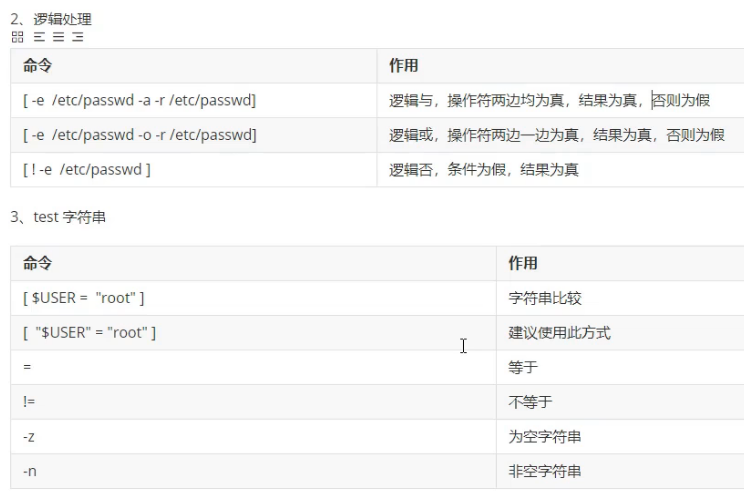 2、逻辑处理
命令 作用
[ -e  /etc/passwd -a -r /etc/passwd] 逻辑与，操作符两边均为真，结果为真，否则为假
[ -e  /etc/passwd -o -r /etc/passwd] 逻辑或，操作符两边一边为真，结果为真，否则为假
[ ! -e  /etc/passwd ] 逻辑否，条件为假，结果为真
3、test 字符串
命令 作用
[ $USER =  "root" ] 字符串比较
[  "$USER" = "root" ] 建议使用此方式
= 等于
!= 不等于
-z 为空字符串
-n 非空字符串